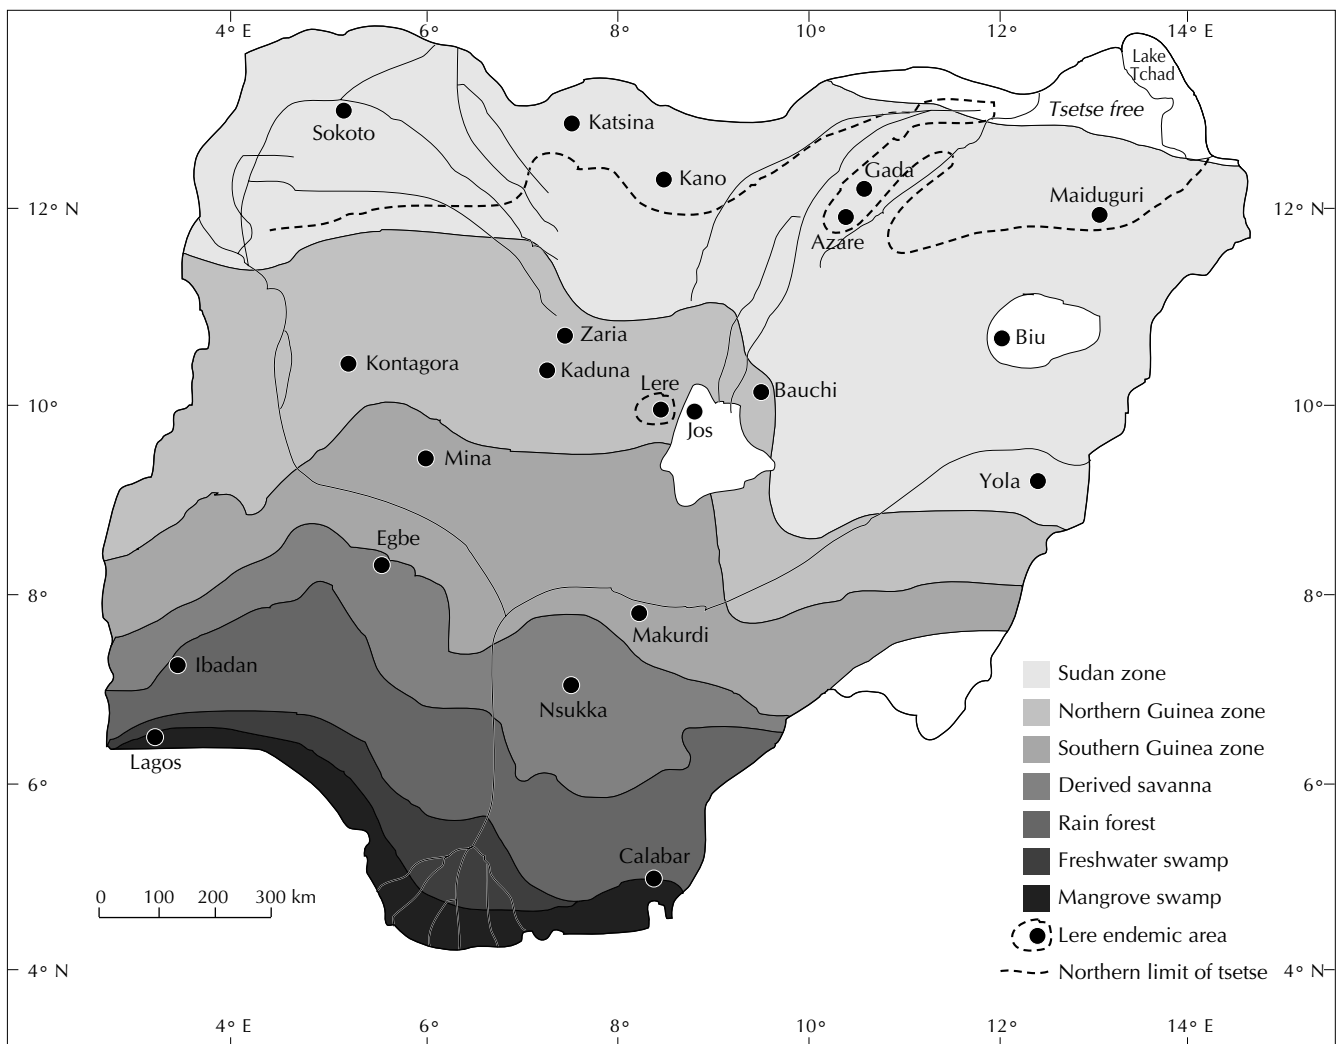 4° E 6° 8° 10° 12° 14° E
Lake
Tchad
Tsetse free
Sokoto
Katsina
Kano
Gada
Maiduguri
12° N
12° N
Azare
Zaria
Biu
Kontagora
Kaduna
Lere
Bauchi
10°
10°
Jos
Mina
Yola
Egbe
8°
8°
Makurdi
Ibadan
Nsukka
Lagos
6°
6°
Calabar
Sudan zone
Northern Guinea zone
Southern Guinea zone
Derived savanna
Rain forest
Freshwater swamp
Mangrove swamp
Lere endemic area
Northern limit of tsetse
0 100 200 300 km
4° N
4° N
4° E 6° 8° 10° 12° 14° E